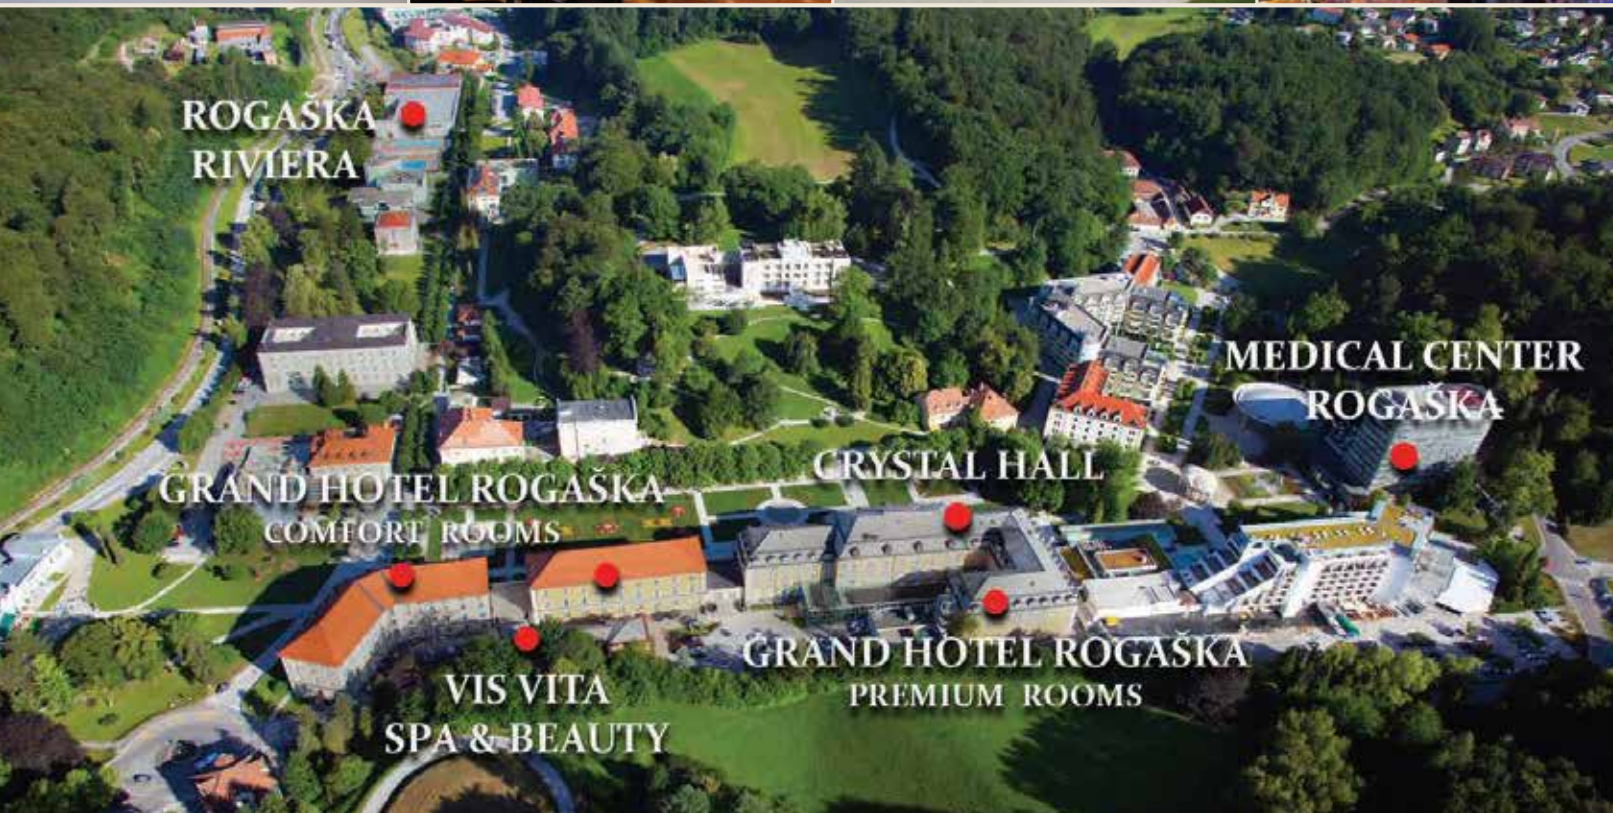 ROGAŠKA
RIVIERA
MEDICAL CENTER
ROGAŠKA
GRAND HOTEL ROGAŠKA
COMFORT ROOMS
CRYSTAL HALL
GRAND HOTEL ROGAŠKA
PREMIUM ROOMS
VIS VITA
SPA & BEAUTY